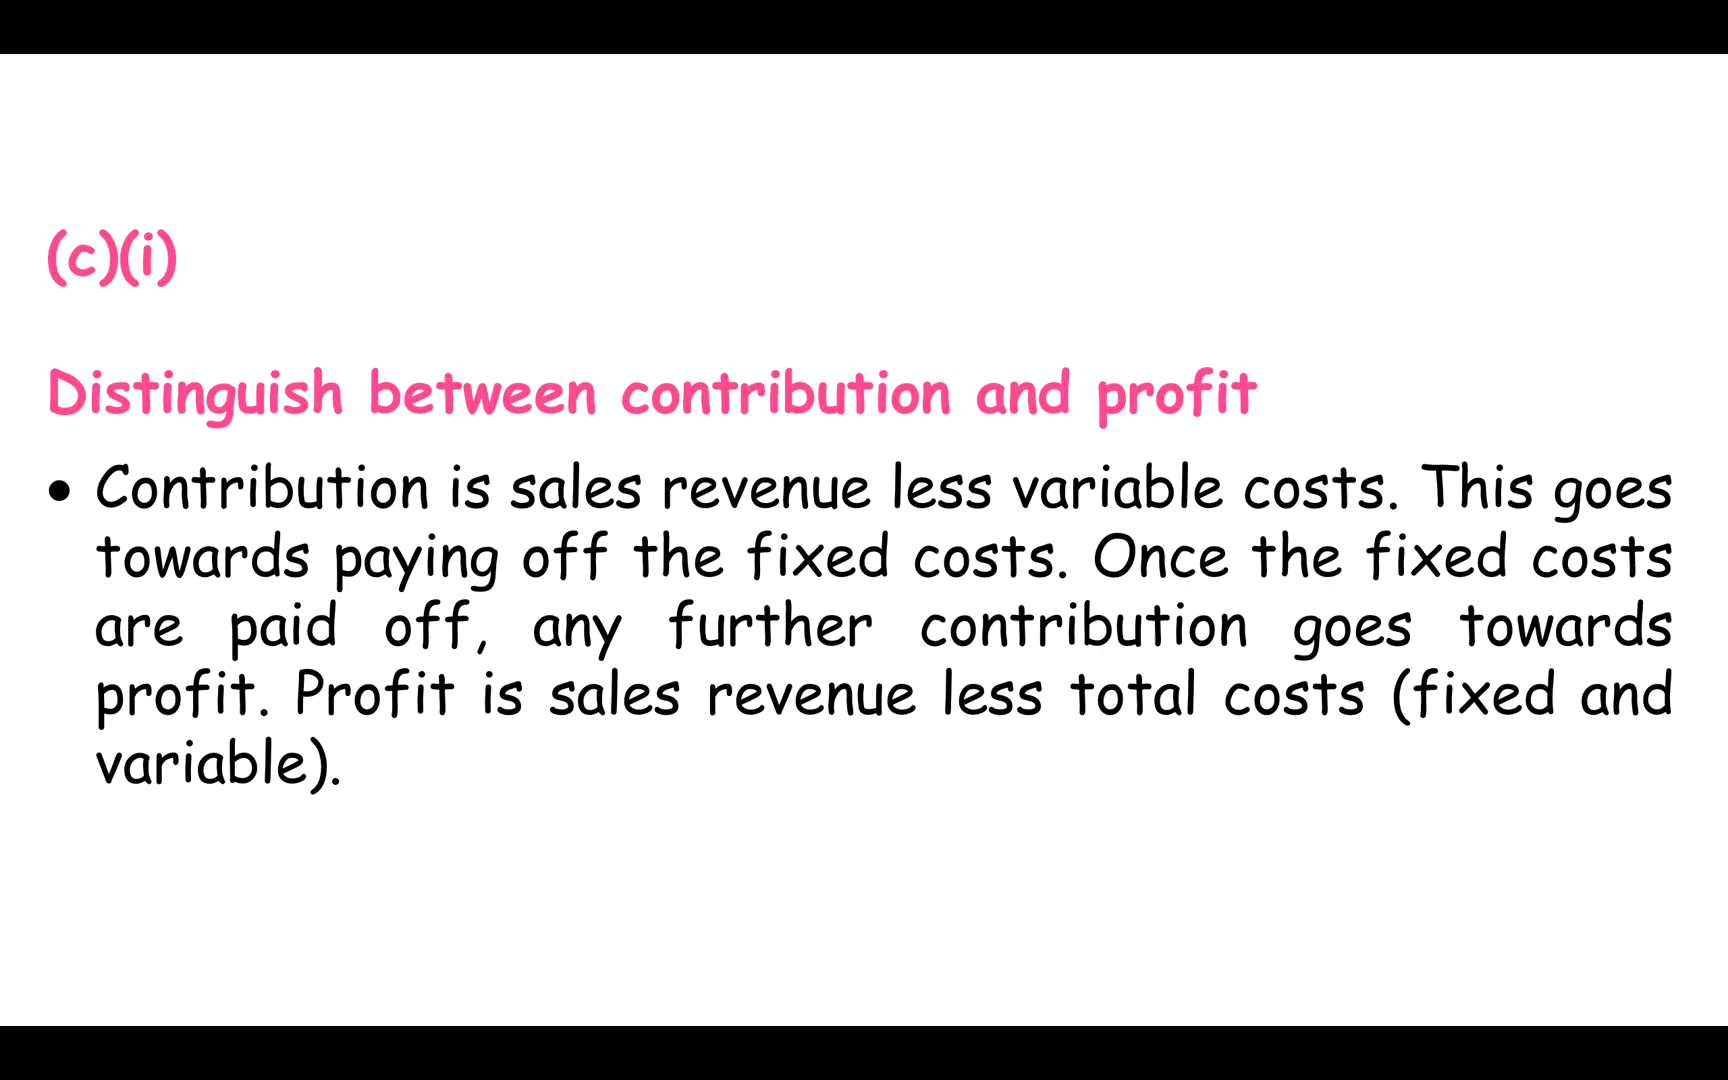 (c)(i)
Distinguish between contribution and profit
• Contribution is sales revenue less variable costs. This goes
towards paying off the fixed costs. Once the fixed costs
are paid off, any further contribution goes towards
profit. Profit is sales revenue less total costs (fixed and
variable).